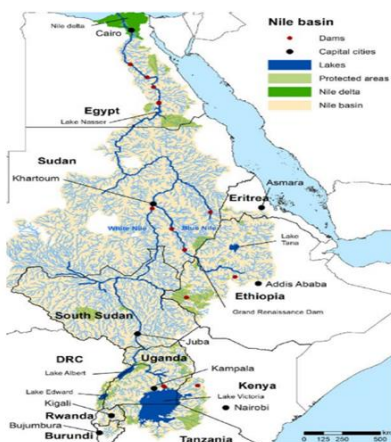 Nile delta
Cairo
Nile basin
Dams
Capital cities
Lakes
Protected areas
Nile delta
Nile basin
Egypt
Lake Nasser
Sudan
Khartoum
Asmara
Eritrea
White Nile
Blue Nile
Lake
Tana
Addis Ababa
Ethiopia
Grand Renaissance Dam
South Sudan
Juba
DRC
Uganda
Lake Albert
Kampala
Kenya
Lake Edward
Lake Victoria
Kigali
Nairobi
Rwanda
Bujumbura
Burundi
Tanzania
0 125 250 500
km